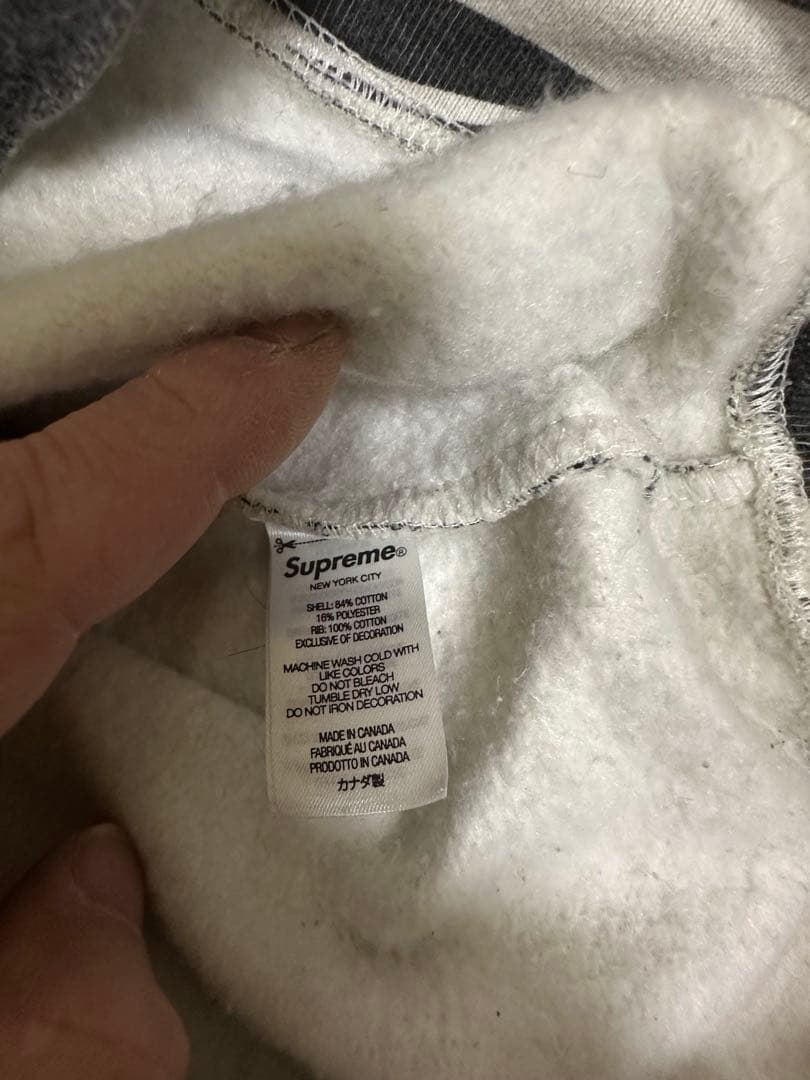 Supreme®
NEW YORK CITY
SHELL: 84% COTTON
16% POLYESTER
RIB: 100% COTTON
EXCLUSIVE OF DECORATION
MACHINE WASH COLD WITH
LIKE COLORS
DO NOT BLEACH
TUMBLE DRY LOW
DO NOT IRON DECORATION
MADE IN CANADA
FABRIQUÉ AU CANADA
PRODOTTO IN CANADA
カナダ製